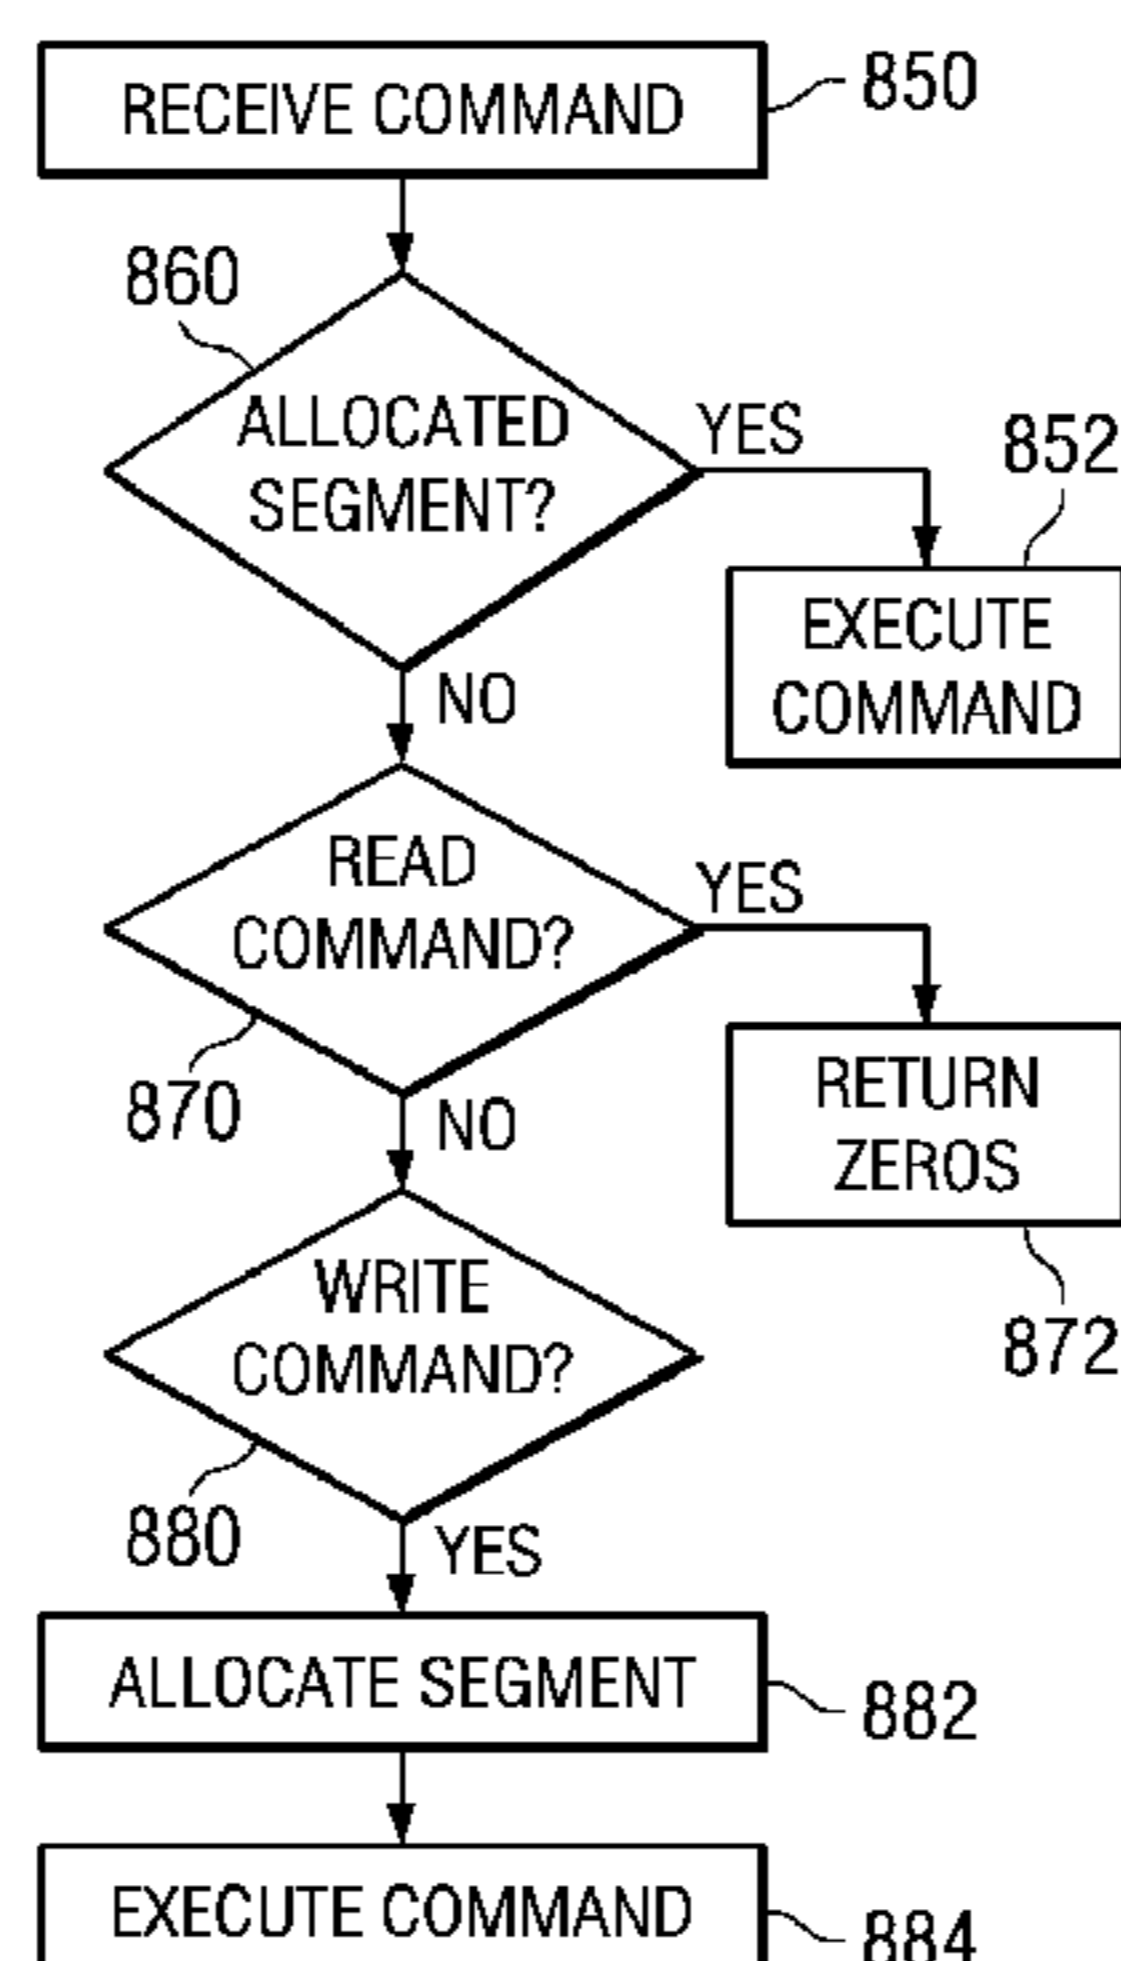 RECEIVE COMMAND
850
860
ALLOCATED
SEGMENT?
YES
852
EXECUTE
COMMAND
NO
READ
COMMAND?
YES
870
NO
RETURN
ZEROS
872
WRITE
COMMAND?
880
YES
ALLOCATE SEGMENT
882
EXECUTE COMMAND
884